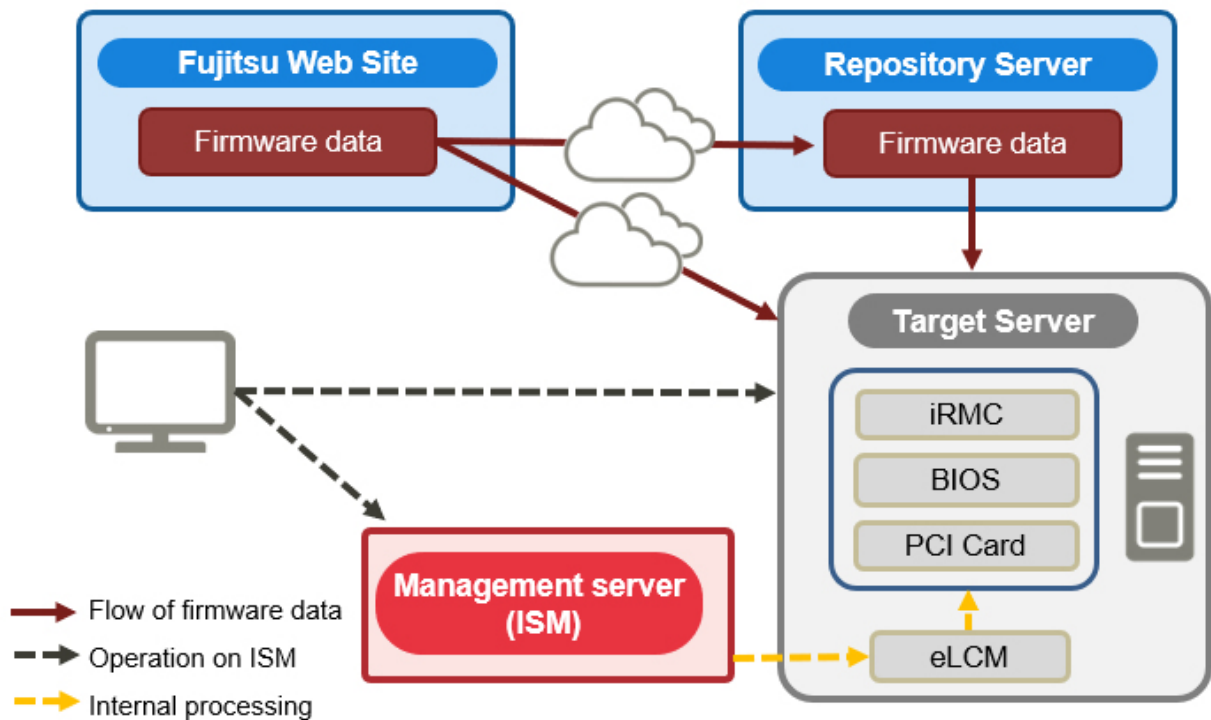 Fujitsu Web Site
Firmware data
Repository Server
Firmware data
Target Server
iRMC
BIOS
PCI Card
eLCM
Management server
(ISM)
Flow of firmware data
Operation on ISM
Internal processing